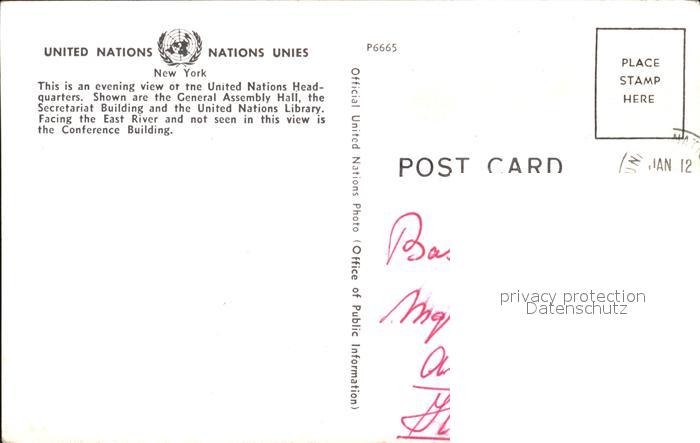 UNITED NATIONS NATIONS UNIES
New York
This is an evening view of the United Nations Head-
quarters. Shown are the General Assembly Hall, the
Secretariat Building and the United Nations Library.
Facing the East River and not seen in this view is
the Conference Building.
P6665
Official United Nations Photo (Office of Public Information)
PLACE
STAMP
HERE
POST CARD
JAN 12
privacy protection
Datenschutz